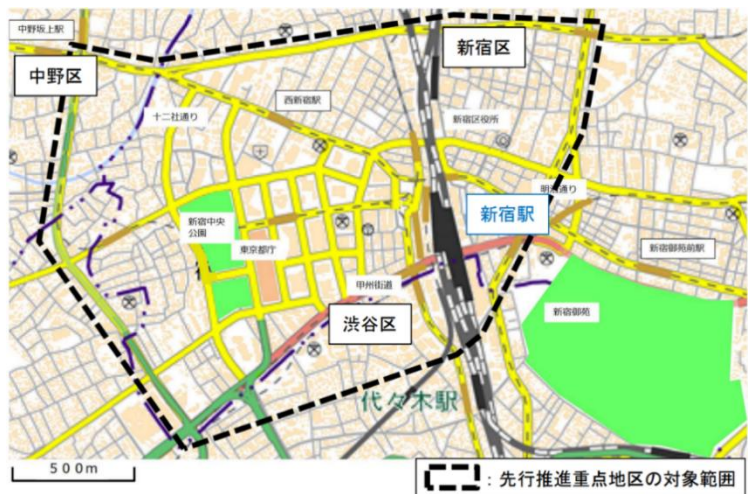 中野坂上駅
中野区
新宿区
西新宿駅
十二社通り
新宿区役所
明治通り
新宿駅
新宿中央
公園
東京都庁
新宿御苑前駅
甲州街道
新宿御苑
渋谷区
代々木駅
500m
：先行推進重点地区の対象範囲